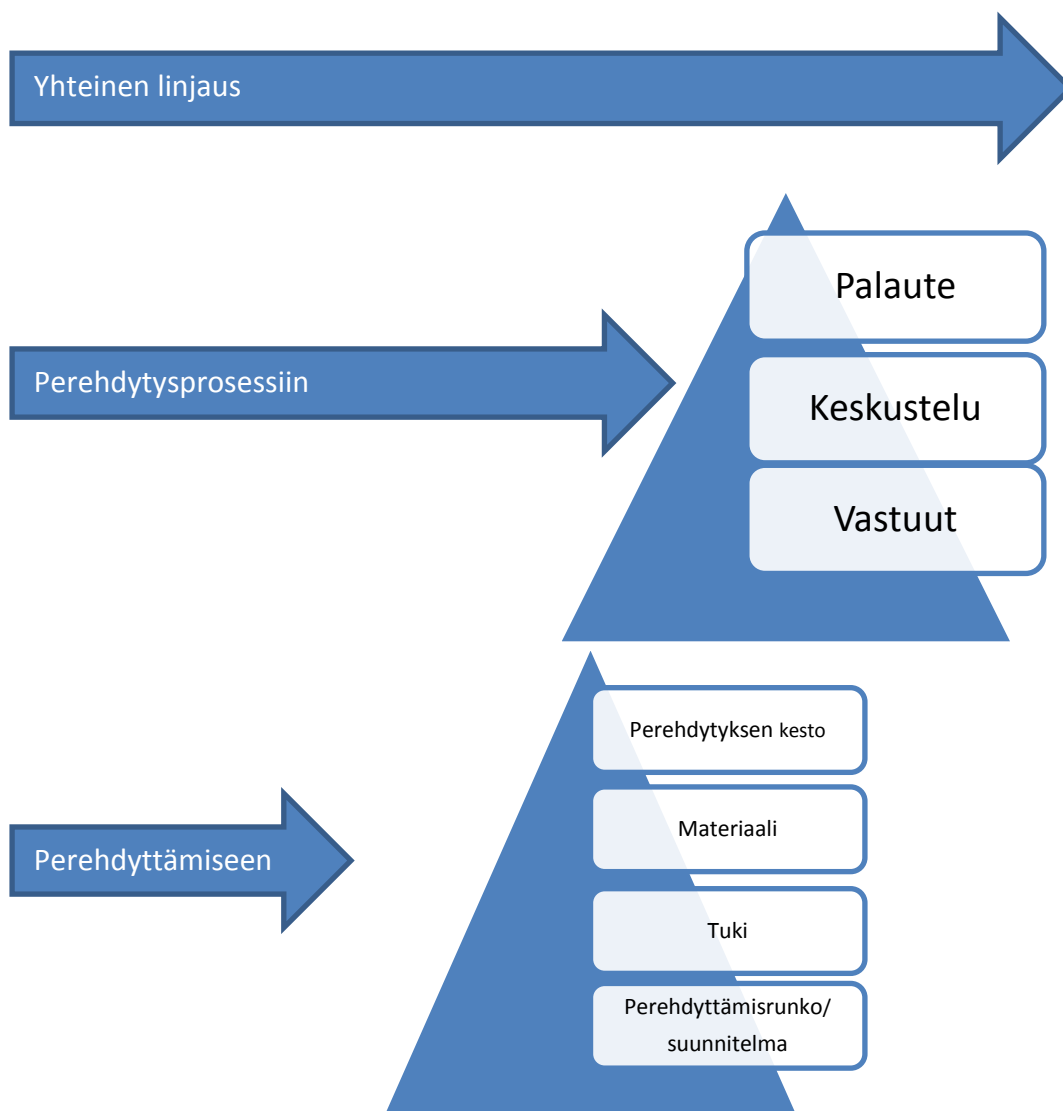 Yhteinen linjaus
Palaute
Perehdytysprosessiin
Keskustelu
Vastuut
Perehdytyksen kesto
Materiaali
Perehdyttämiseen
Tuki
Perehdyttämisrunko/
suunnitelma